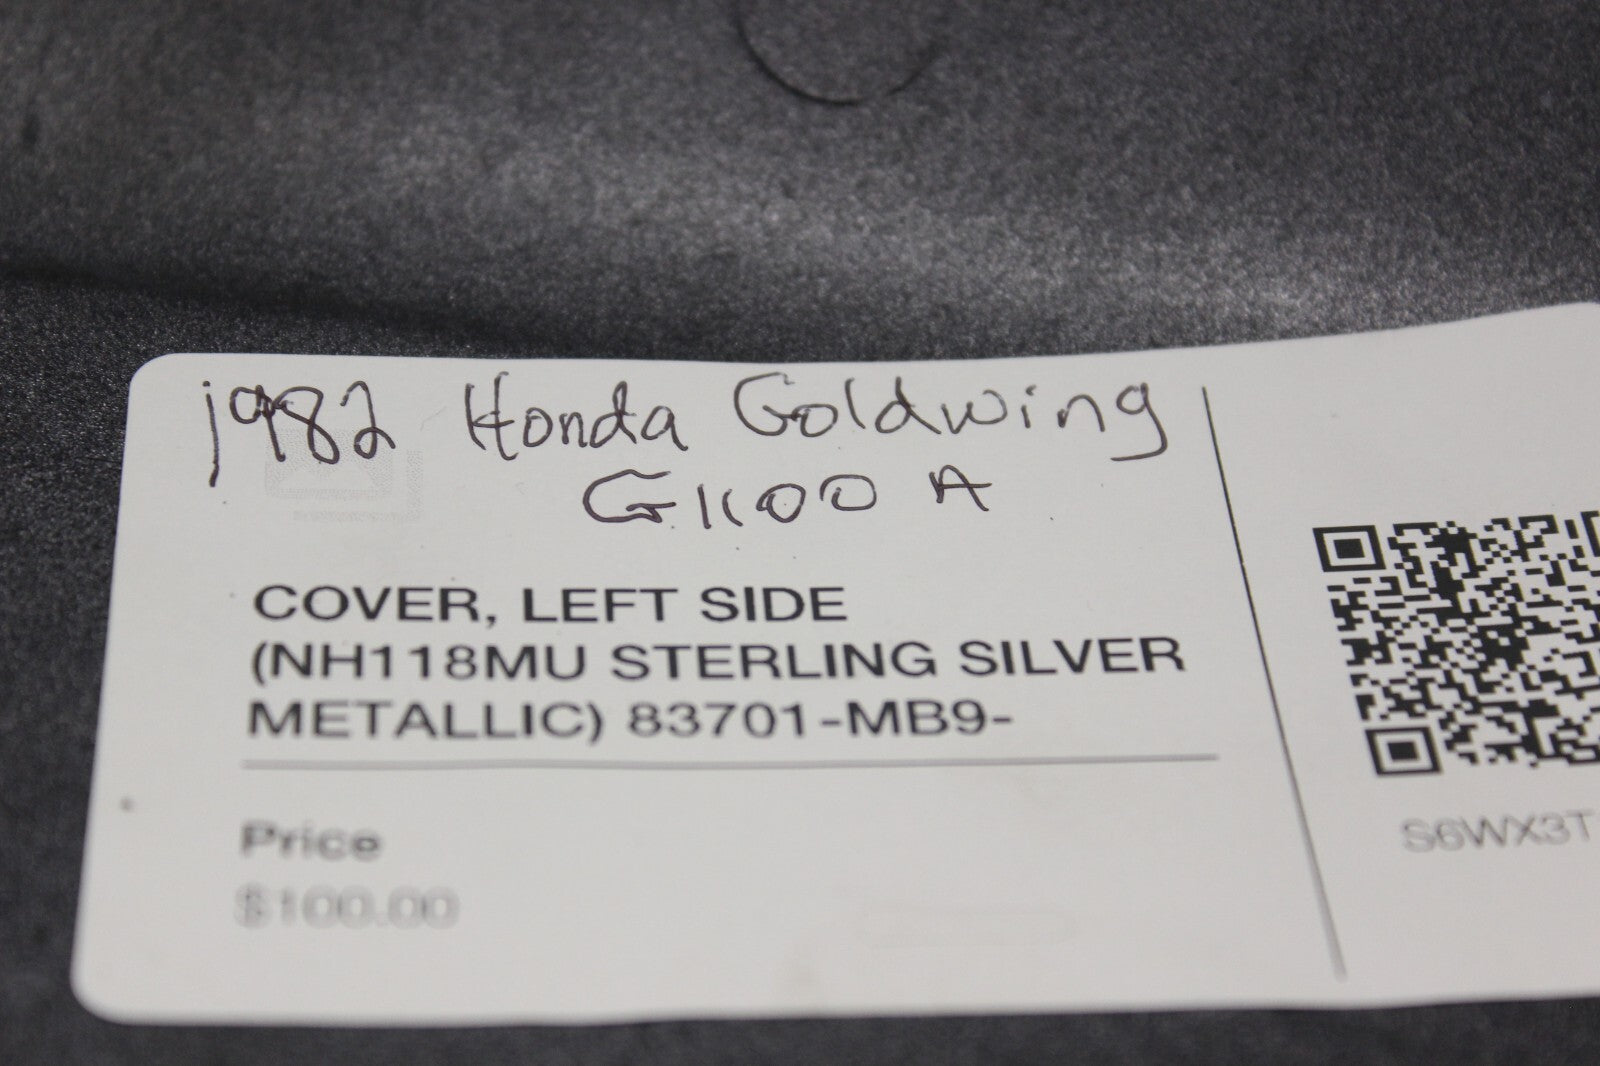 1982 Honda Goldwing
G1100 A
COVER, LEFT SIDE
(NH118MU STERLING SILVER
METALLIC) 83701-MB9-
Price
$100.00
S6WX3T